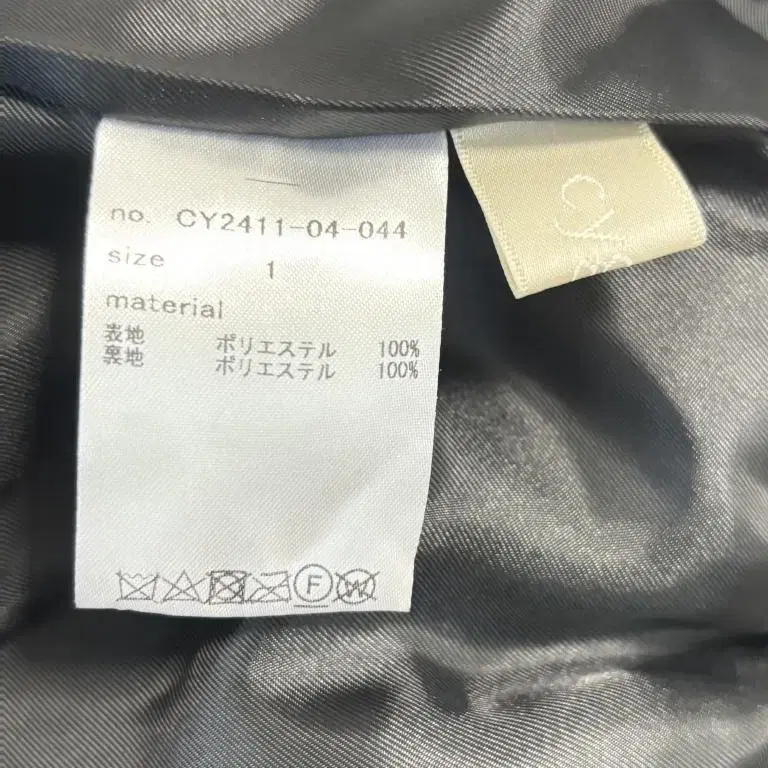 no. CY2411-04-044
size 1
material
表地 ポリエステル 100%
裏地 ポリエステル 100%
F
W